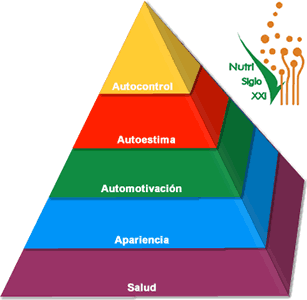 Nutri
Siglo
XXI
Autocontrol
Autoestima
Automotivación
Apariencia
Salud